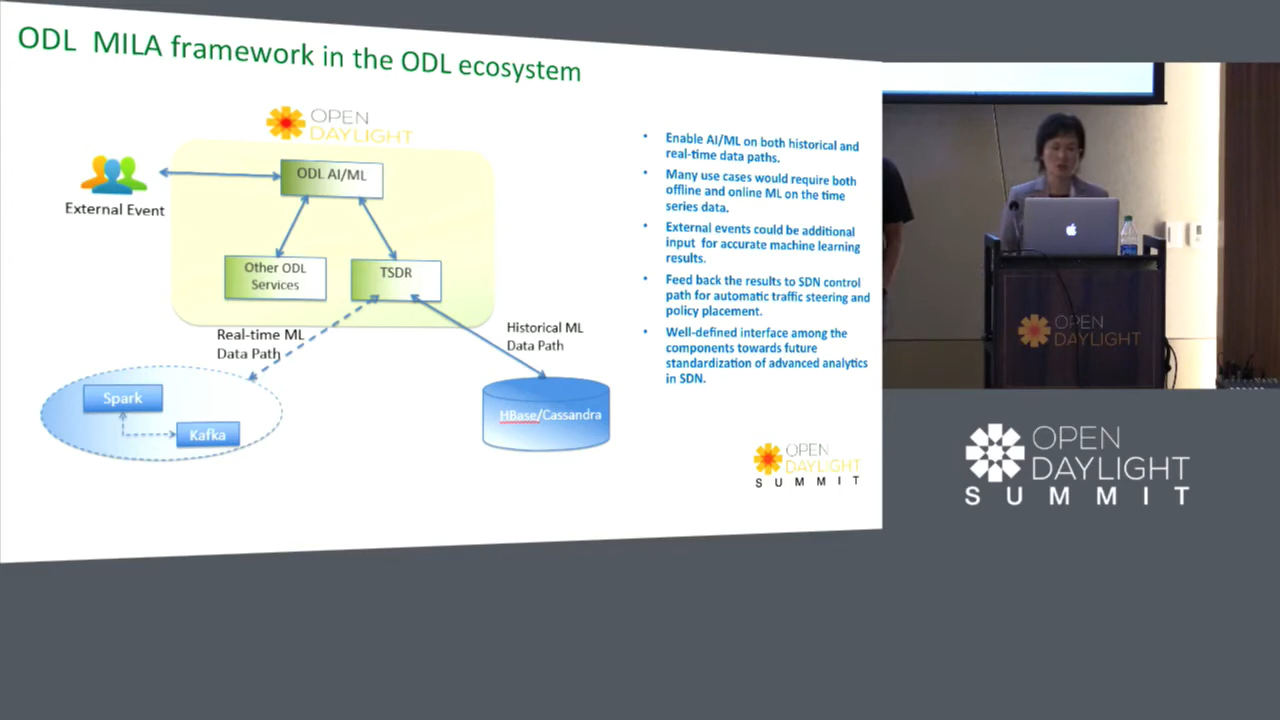 ODL MILA framework in the ODL ecosystem
OPEN
DAYLIGHT
ODL AI/ML
External Event
Other ODL
Services
TSDR
Real-time ML
Data Path
Historical ML
Data Path
Spark
Kafka
HBase/Cassandra
• Enable AI/ML on both historical and
real-time data paths.
• Many use cases would require both
offline and online ML on the time
series data.
• External events could be additional
input for accurate machine learning
results.
• Feed back the results to SDN control
path for automatic traffic steering and
policy placement.
• Well-defined interface among the
components towards future
standardization of advanced analytics
in SDN.
OPEN
DAYLIGHT
SUMMIT
OPEN
DAYLIGHT
OPEN
DAYLIGHT
SUMMIT